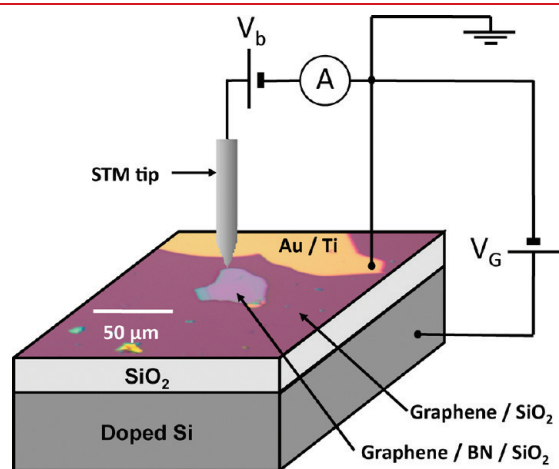 V_b
A
STM tip
Au / Ti
V_G
50 μm
SiO₂
Graphene / SiO₂
Doped Si
Graphene / BN / SiO₂